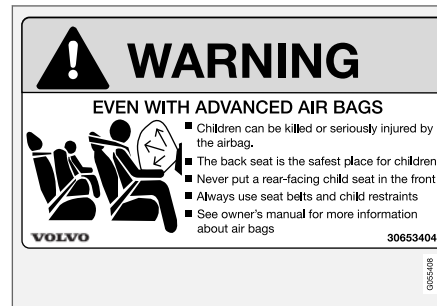 WARNING
EVEN WITH ADVANCED AIR BAGS
■ Children can be killed or seriously injured by
the airbag.
■ The back seat is the safest place for children
■ Never put a rear-facing child seat in the front
■ Always use seat belts and child restraints
■ See owner's manual for more information
about air bags
VOLVO
30653404
G055408